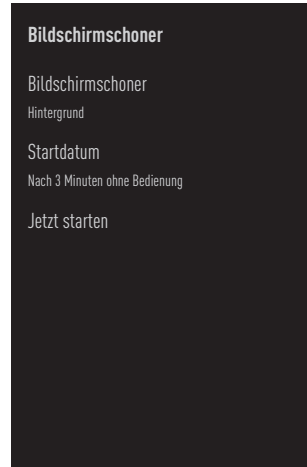 Bildschirmschoner
Bildschirmschoner
Hintergrund
Startdatum
Nach 3 Minuten ohne Bedienung
Jetzt starten